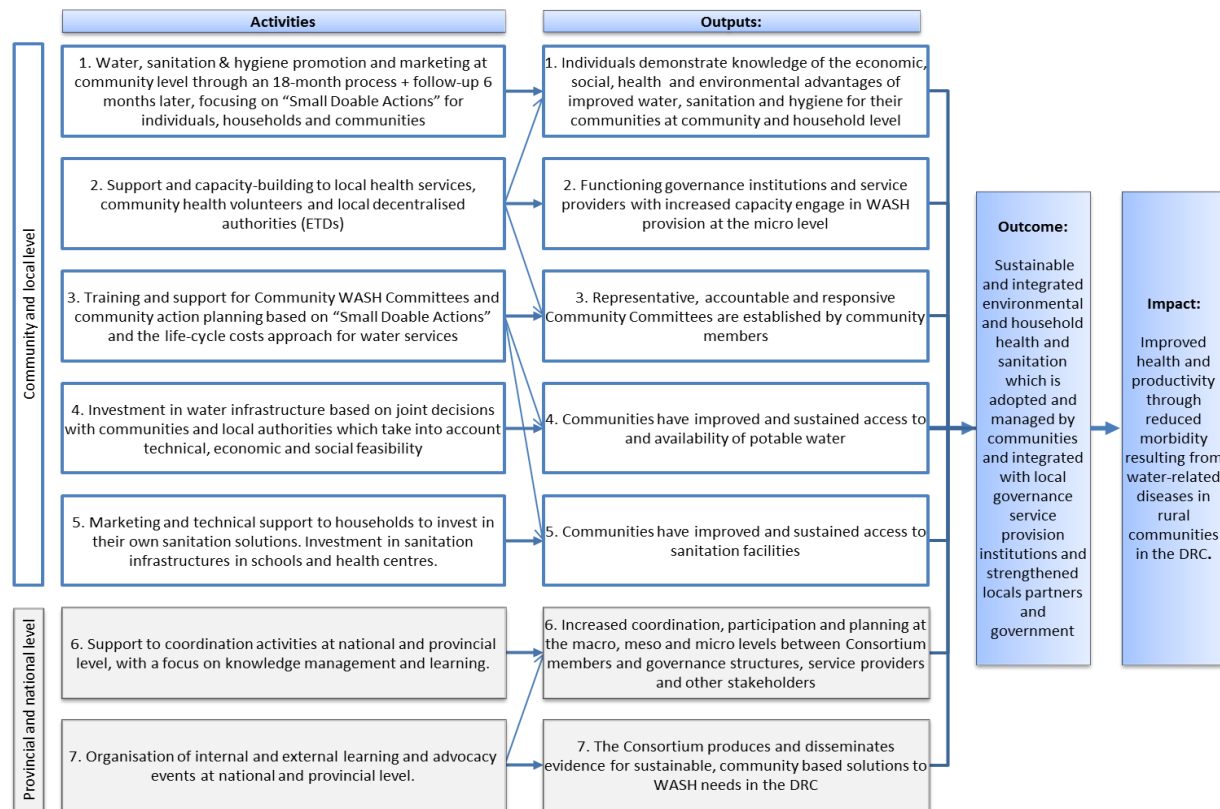 Activities
Outputs:
Community and local level
1. Water, sanitation & hygiene promotion and marketing at
community level through an 18-month process + follow-up 6
months later, focusing on “Small Doable Actions” for
individuals, households and communities
1. Individuals demonstrate knowledge of the economic,
social, health and environmental advantages of
improved water, sanitation and hygiene for their
communities at community and household level
2. Support and capacity-building to local health services,
community health volunteers and local decentralised
authorities (ETDs)
2. Functioning governance institutions and service
providers with increased capacity engage in WASH
provision at the micro level
3. Training and support for Community WASH Committees and
community action planning based on “Small Doable Actions”
and the life-cycle costs approach for water services
3. Representative, accountable and responsive
Community Committees are established by community
members
4. Investment in water infrastructure based on joint decisions
with communities and local authorities which take into account
technical, economic and social feasibility
4. Communities have improved and sustained access to
and availability of potable water
5. Marketing and technical support to households to invest in
their own sanitation solutions. Investment in sanitation
infrastructures in schools and health centres.
5. Communities have improved and sustained access to
sanitation facilities
Provincial and national level
6. Support to coordination activities at national and provincial
level, with a focus on knowledge management and learning.
6. Increased coordination, participation and planning at
the macro, meso and micro levels between Consortium
members and governance structures, service providers
and other stakeholders
7. Organisation of internal and external learning and advocacy
events at national and provincial level.
7. The Consortium produces and disseminates
evidence for sustainable, community based solutions to
WASH needs in the DRC
Outcome:
Sustainable
and integrated
environmental
and household
health and
sanitation
which is
adopted and
managed by
communities
and integrated
with local
governance
service
provision
institutions and
strengthened
locals partners
and
government
Impact:
Improved
health and
productivity
through
reduced
morbidity
resulting from
water-related
diseases in
rural
communities
in the DRC.